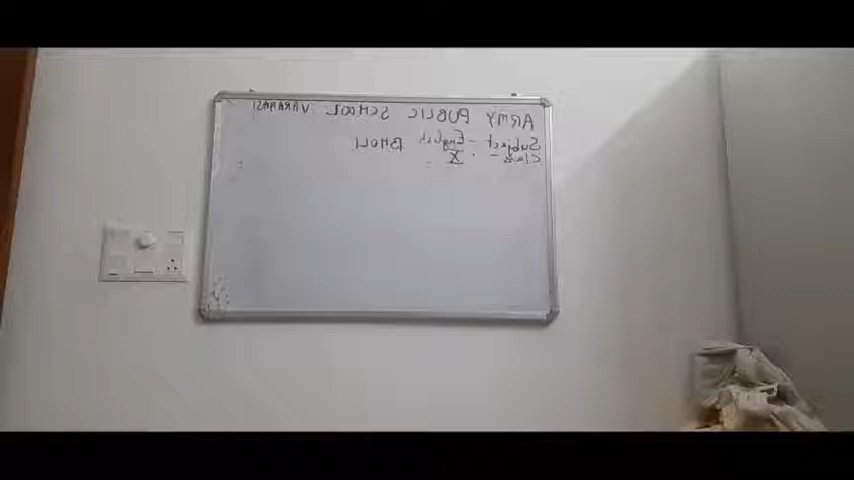 ARMY PUBLIC SCHOOL VARANASI
Subject - English BHOLI
Class - X